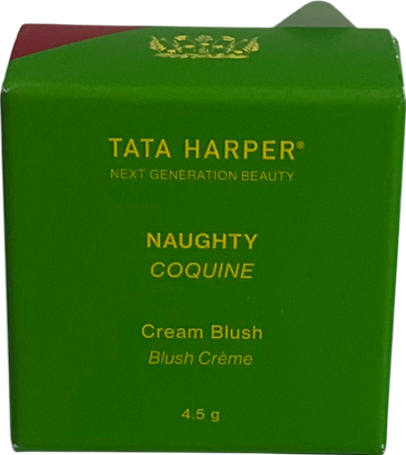 TATA HARPER®
NEXT GENERATION BEAUTY
NAUGHTY
COQUINE
Cream Blush
Blush Crème
4.5 g